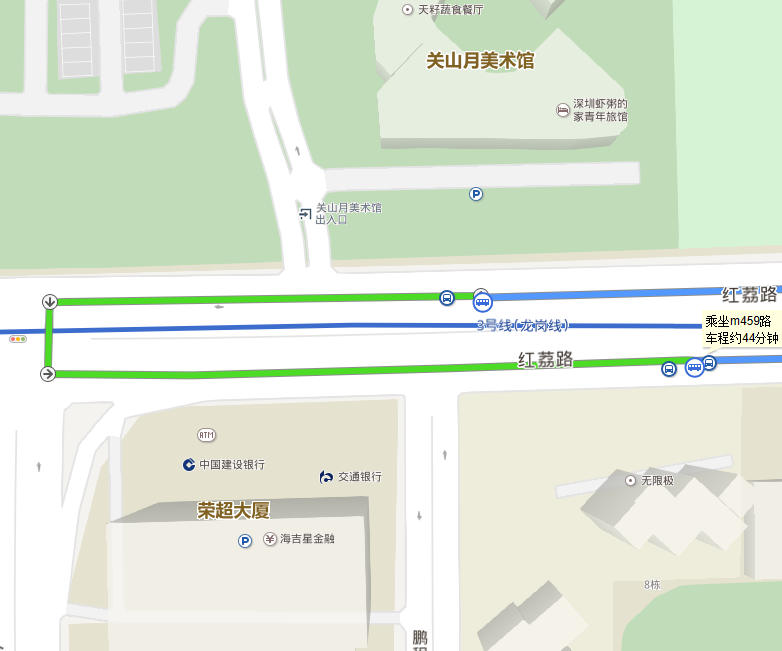 天籽蔬食餐厅
关山月美术馆
深圳虾粥的
家青年旅馆
P
关山月美术馆
出入口
红荔路
3号线(龙岗线)
乘坐m459路
车程约44分钟
红荔路
ATM
中国建设银行
交通银行
无限极
荣超大厦
P
海吉星金融
8栋
鹏